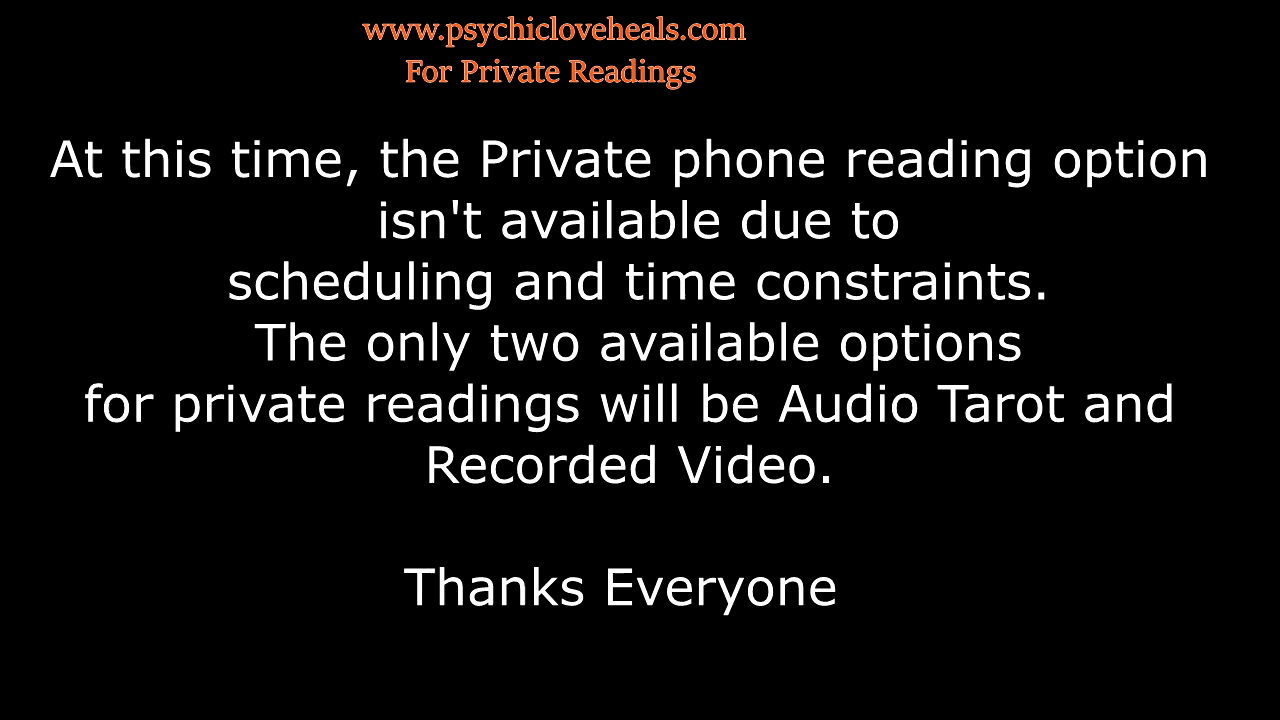 www.psychicloveheals.com
For Private Readings
At this time, the Private phone reading option
isn't available due to
scheduling and time constraints.
The only two available options
for private readings will be Audio Tarot and
Recorded Video.
Thanks Everyone